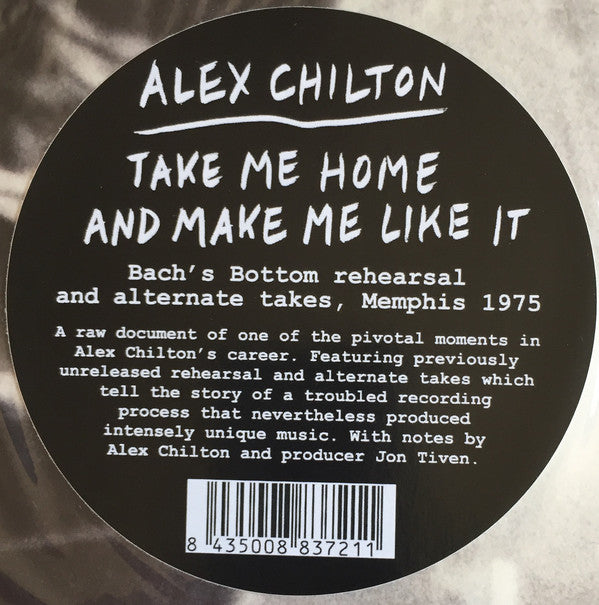 ALEX CHILTON
TAKE ME HOME
AND MAKE ME LIKE IT
Bach's Bottom rehearsal
and alternate takes, Memphis 1975
A raw document of one of the pivotal moments in
Alex Chilton's career. Featuring previously
unreleased rehearsal and alternate takes which
tell the story of a troubled recording
process that nevertheless produced
intensely unique music. With notes by
Alex Chilton and producer Jon Tiven.
8 435008 837211